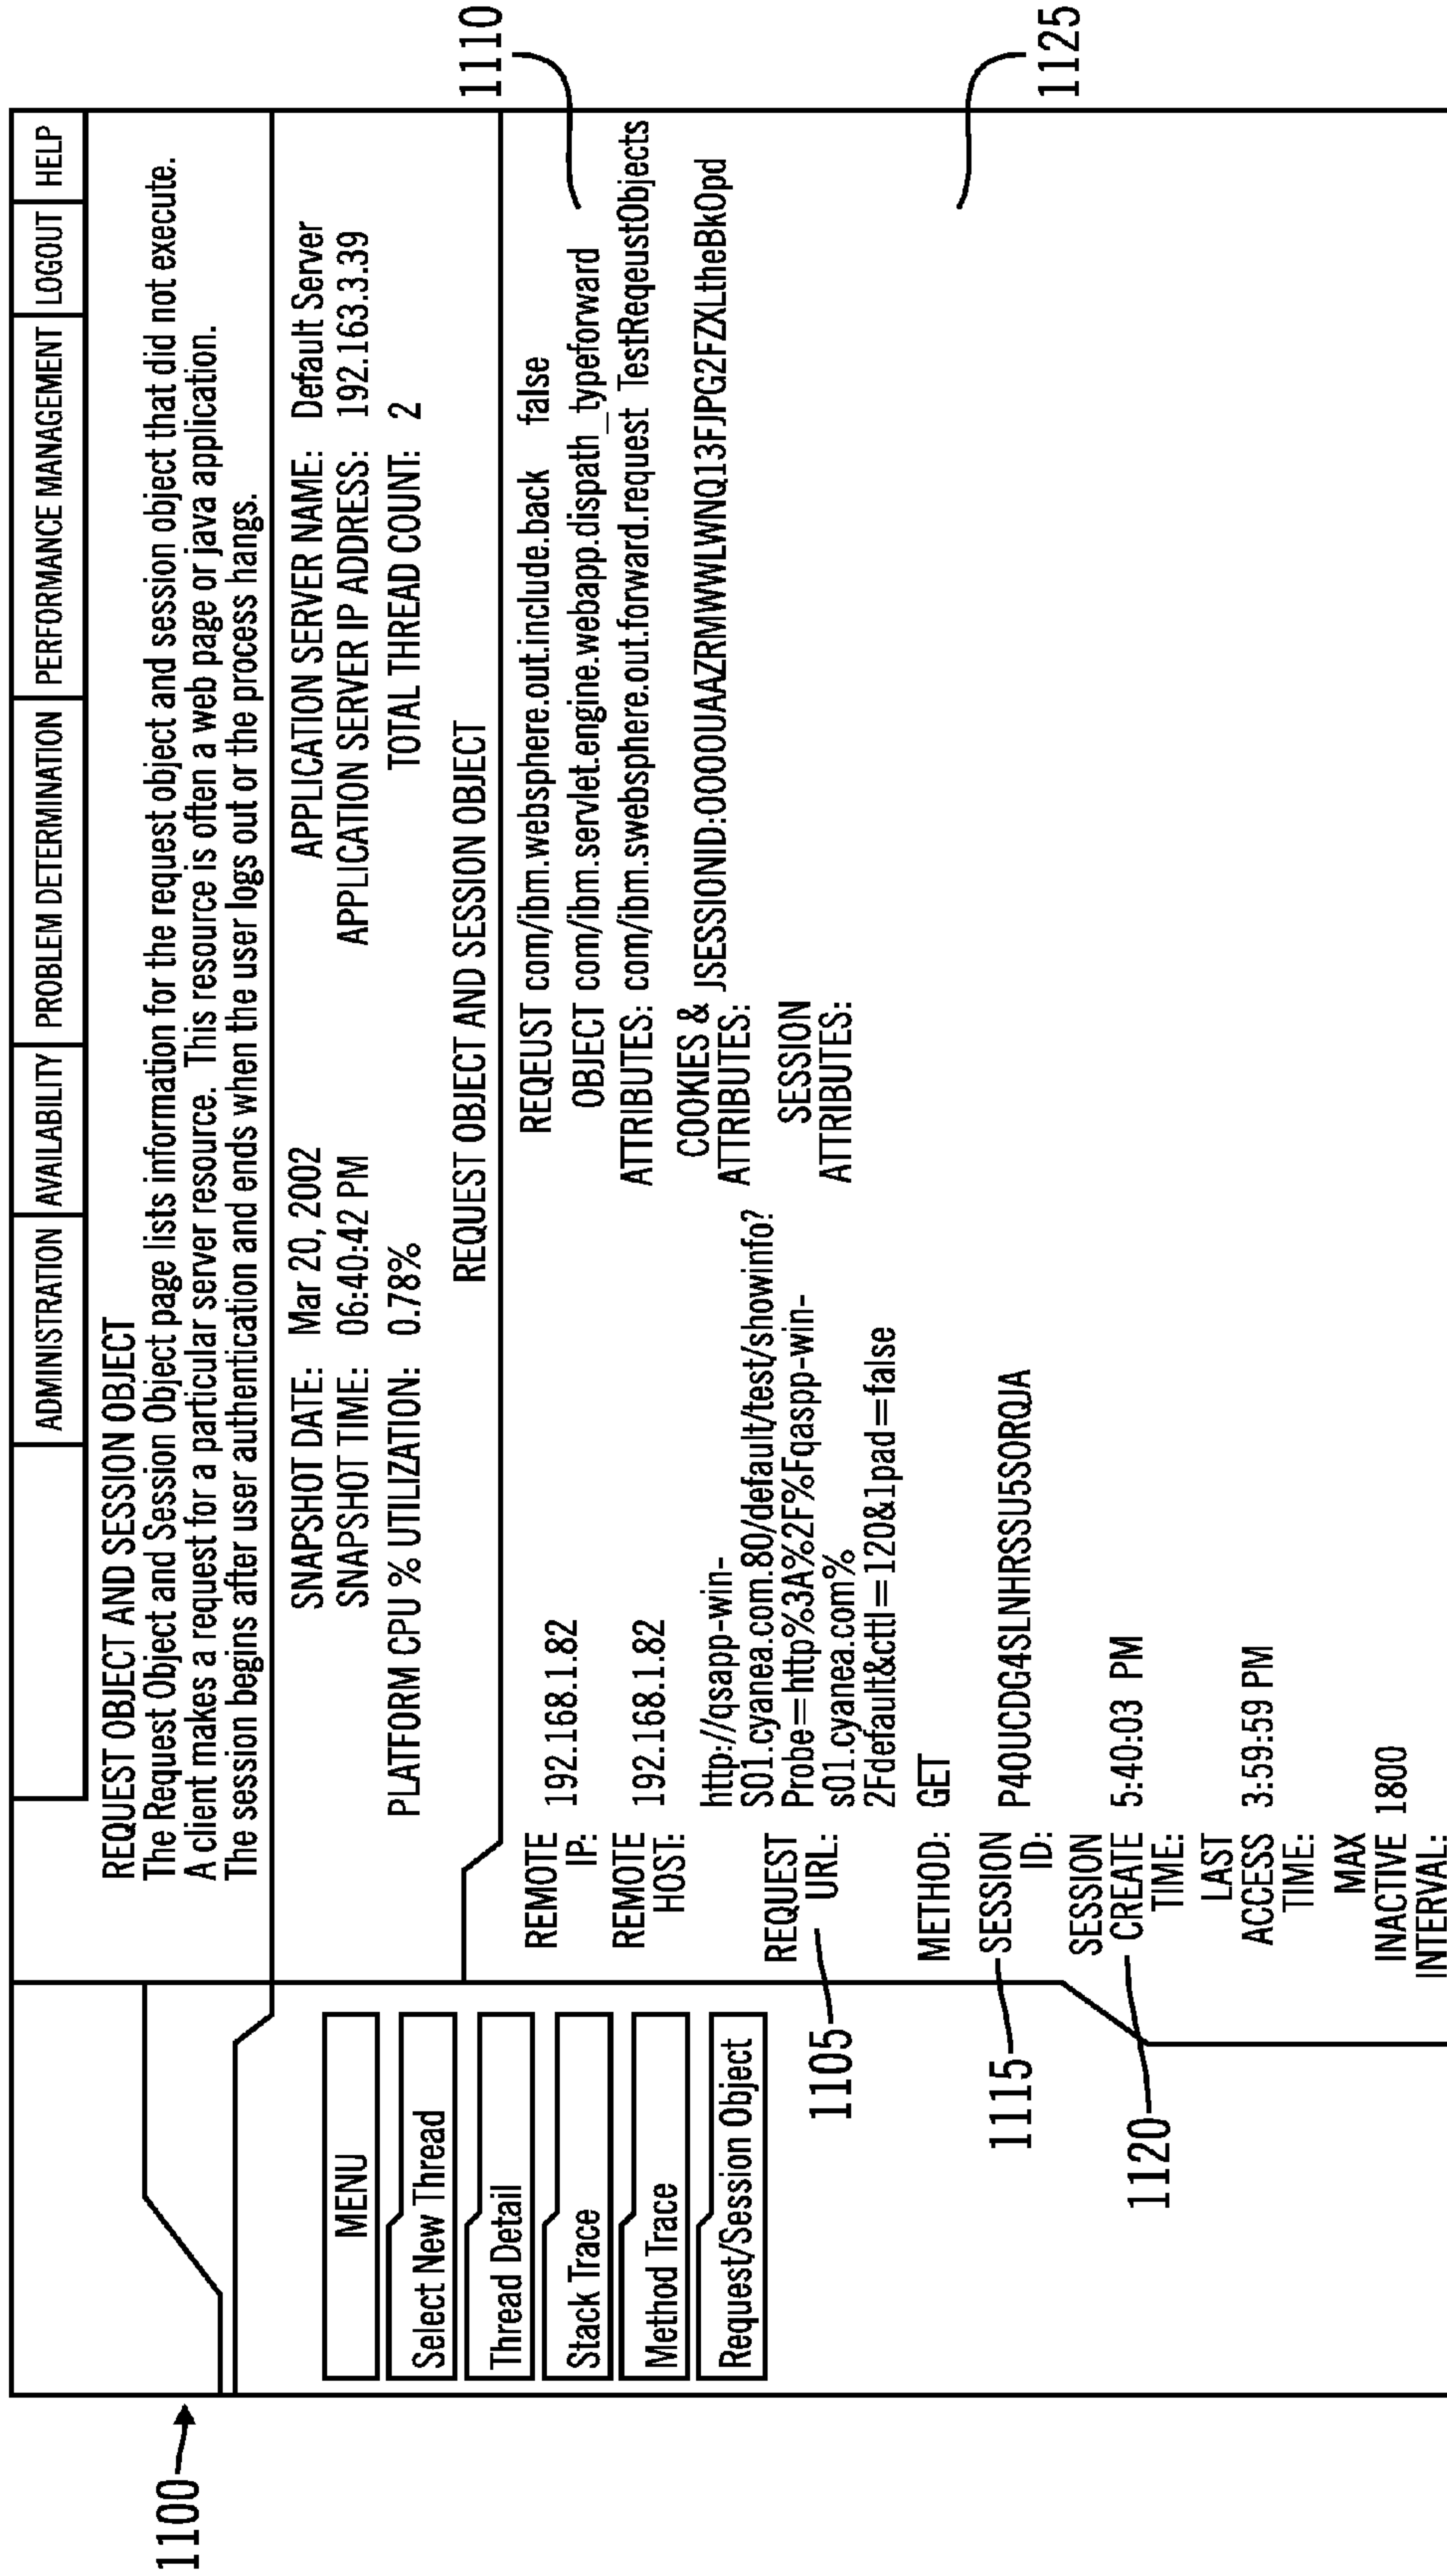 1100
ADMINISTRATION AVAILABILITY PROBLEM DETERMINATION PERFORMANCE MANAGEMENT LOGOUT HELP
REQUEST OBJECT AND SESSION OBJECT
The Request Object and Session Object page lists information for the request object and session object that did not execute.
A client makes a request for a particular server resource. This resource is often a web page or java application.
The session begins after user authentication and ends when the user logs out or the process hangs.
SNAPSHOT DATE: Mar 20, 2002
SNAPSHOT TIME: 06:40:42 PM
PLATFORM CPU % UTILIZATION: 0.78%
APPLICATION SERVER NAME: Default Server
APPLICATION SERVER IP ADDRESS: 192.163.3.39
TOTAL THREAD COUNT: 2
MENU
Select New Thread
Thread Detail
Stack Trace
Method Trace
Request/Session Object
REQUEST OBJECT AND SESSION OBJECT
REMOTE
IP: 192.168.1.82
REMOTE
HOST: 192.168.1.82
REQUEST
URL:
http://qsapp-win-
S01.cyanea.com.80/default/test/showinfo?
Probe=http%3A%2F%Fqaspp-win-
s01.cyanea.com%
2Fdefault&cttl=120&1pad=false
METHOD: GET
SESSION
ID: P40UCDG4SLNHRSSU5SORQJA
SESSION
CREATE 5:40:03 PM
TIME:
LAST
ACCESS 3:59:59 PM
TIME:
MAX
INACTIVE 1800
INTERVAL:
REQEUST com/ibm.websphere.out.include.back false
OBJECT com/ibm.servlet.engine.webapp.dispath_typeforward
ATTRIBUTES: com/ibm.swebsphere.out.forward.request TestReqeustObjects
COOKIES &
ATTRIBUTES: JSESSIONID:0000UAAZRMWWLWNQ13FJPG2FZXLtheBkOpd
SESSION
ATTRIBUTES:
1105
1115
1120
1110
1125